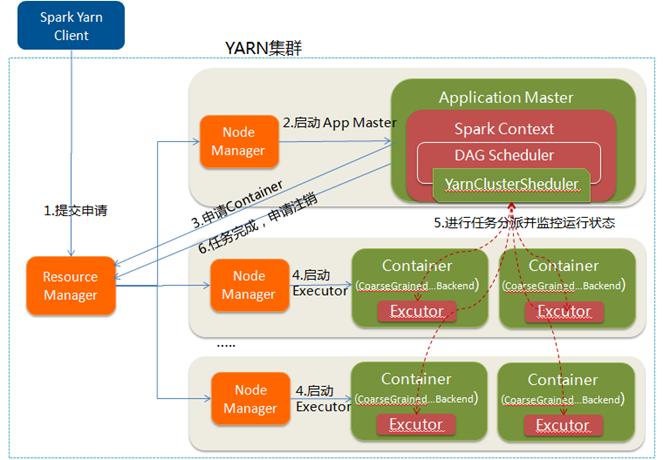 Spark Yarn
Client
YARN集群
Application Master
Spark Context
DAG Scheduler
YarnClusterSheduler
Node
Manager
2.启动 App Master
1.提交申请
3.申请Container
6.任务完成，申请注销
5.进行任务分派并监控运行状态
Resource
Manager
Node
Manager
4.启动
Executor
Container
(CoarseGrained...Backend)
Excutor
Container
(CoarseGrained...Backend)
Excutor
.....
Node
Manager
4.启动
Executor
Container
(CoarseGrained...Backend)
Excutor
Container
(CoarseGrained...Backend)
Excutor